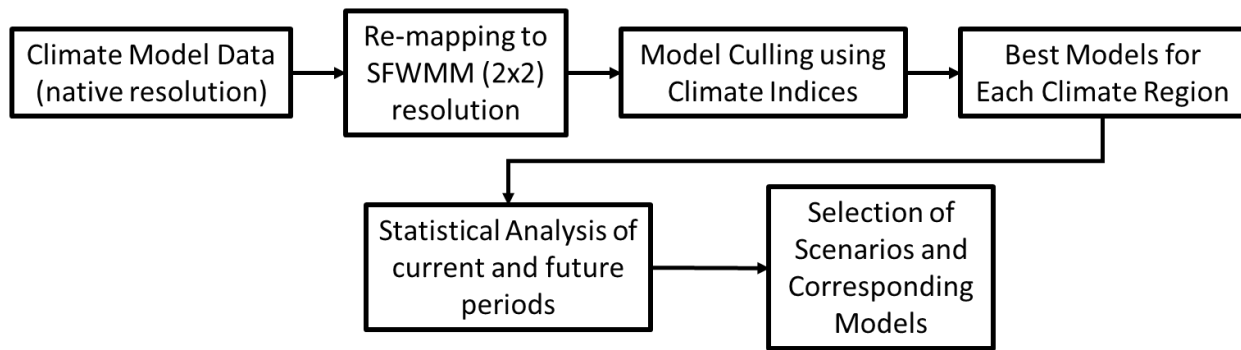 Climate Model Data
(native resolution)
Re-mapping to
SFWMM (2x2)
resolution
Model Culling using
Climate Indices
Best Models for
Each Climate Region
Statistical Analysis of
current and future
periods
Selection of
Scenarios and
Corresponding
Models